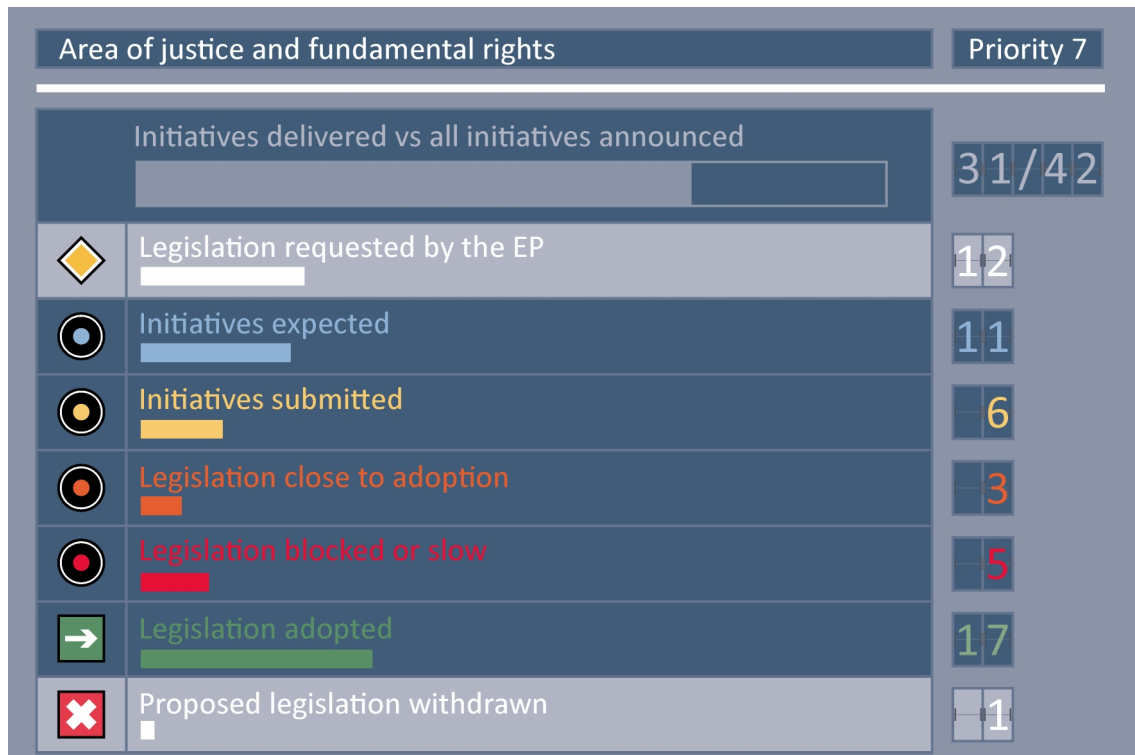 Area of justice and fundamental rights Priority 7
Initiatives delivered vs all initiatives announced 31/42
Legislation requested by the EP 12
Initiatives expected 11
Initiatives submitted 6
Legislation close to adoption 3
Legislation blocked or slow 5
Legislation adopted 17
Proposed legislation withdrawn 1